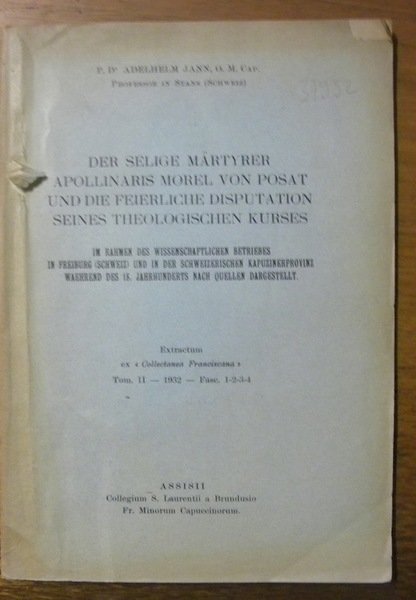 P. Dr ADELHELM JANN, O. M. CAP.
PROFESSOR IN STANS (SCHWEIZ)
DER SELIGE MÄRTYRER
APOLLINARIS MOREL VON POSAT
UND DIE FEIERLICHE DISPUTATION
SEINES THEOLOGISCHEN KURSES
IM RAHMEN DES WISSENSCHAFTLICHEN BETRIEBES
IN FREIBURG (SCHWEIZ) UND IN DER SCHWEIZERISCHEN KAPUZINERPROVINZ
WAEHREND DES 18. JAHRHUNDERTS NACH QUELLEN DARGESTELLT.
Extractum
ex « Collectanea Franciscana »
Tom. II — 1932 — Fasc. 1-2-3-4
ASSISII
Collegium S. Laurentii a Brundusio
Fr. Minorum Capuccinorum.